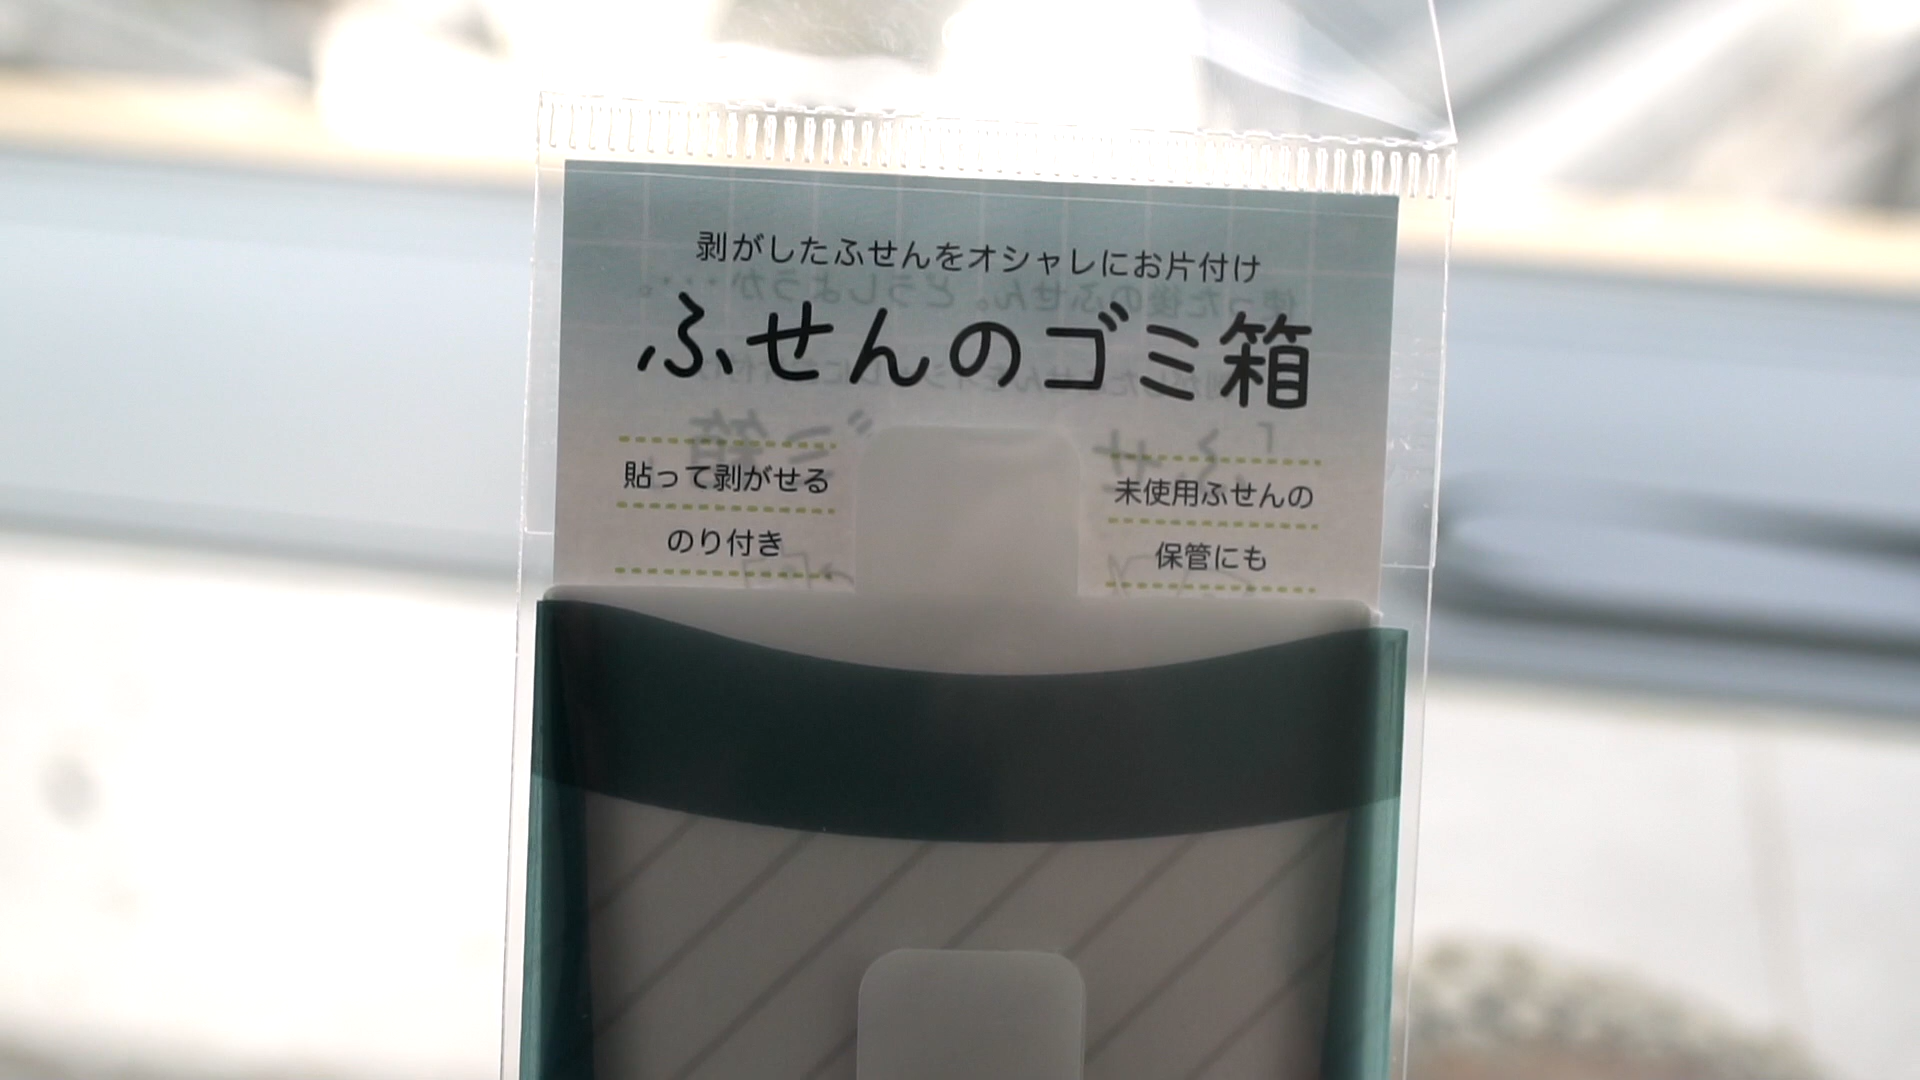 剥がしたふせんをオシャレにお片付け
ふせんのゴミ箱
貼って剥がせる
のり付き
未使用ふせんの
保管にも